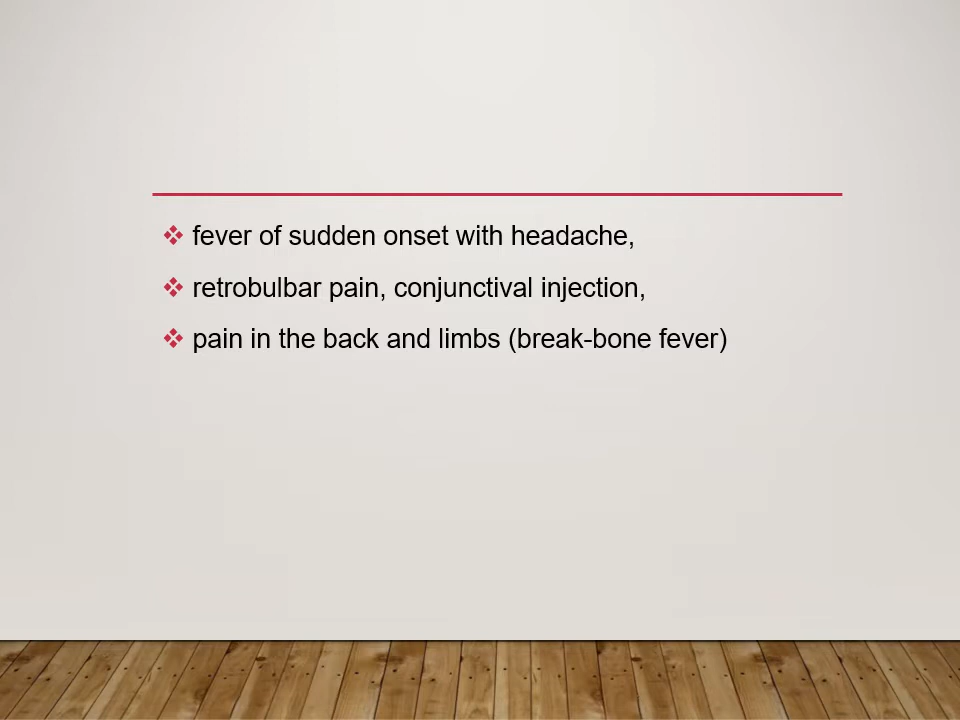 fever of sudden onset with headache,
retrobulbar pain, conjunctival injection,
pain in the back and limbs (break-bone fever)